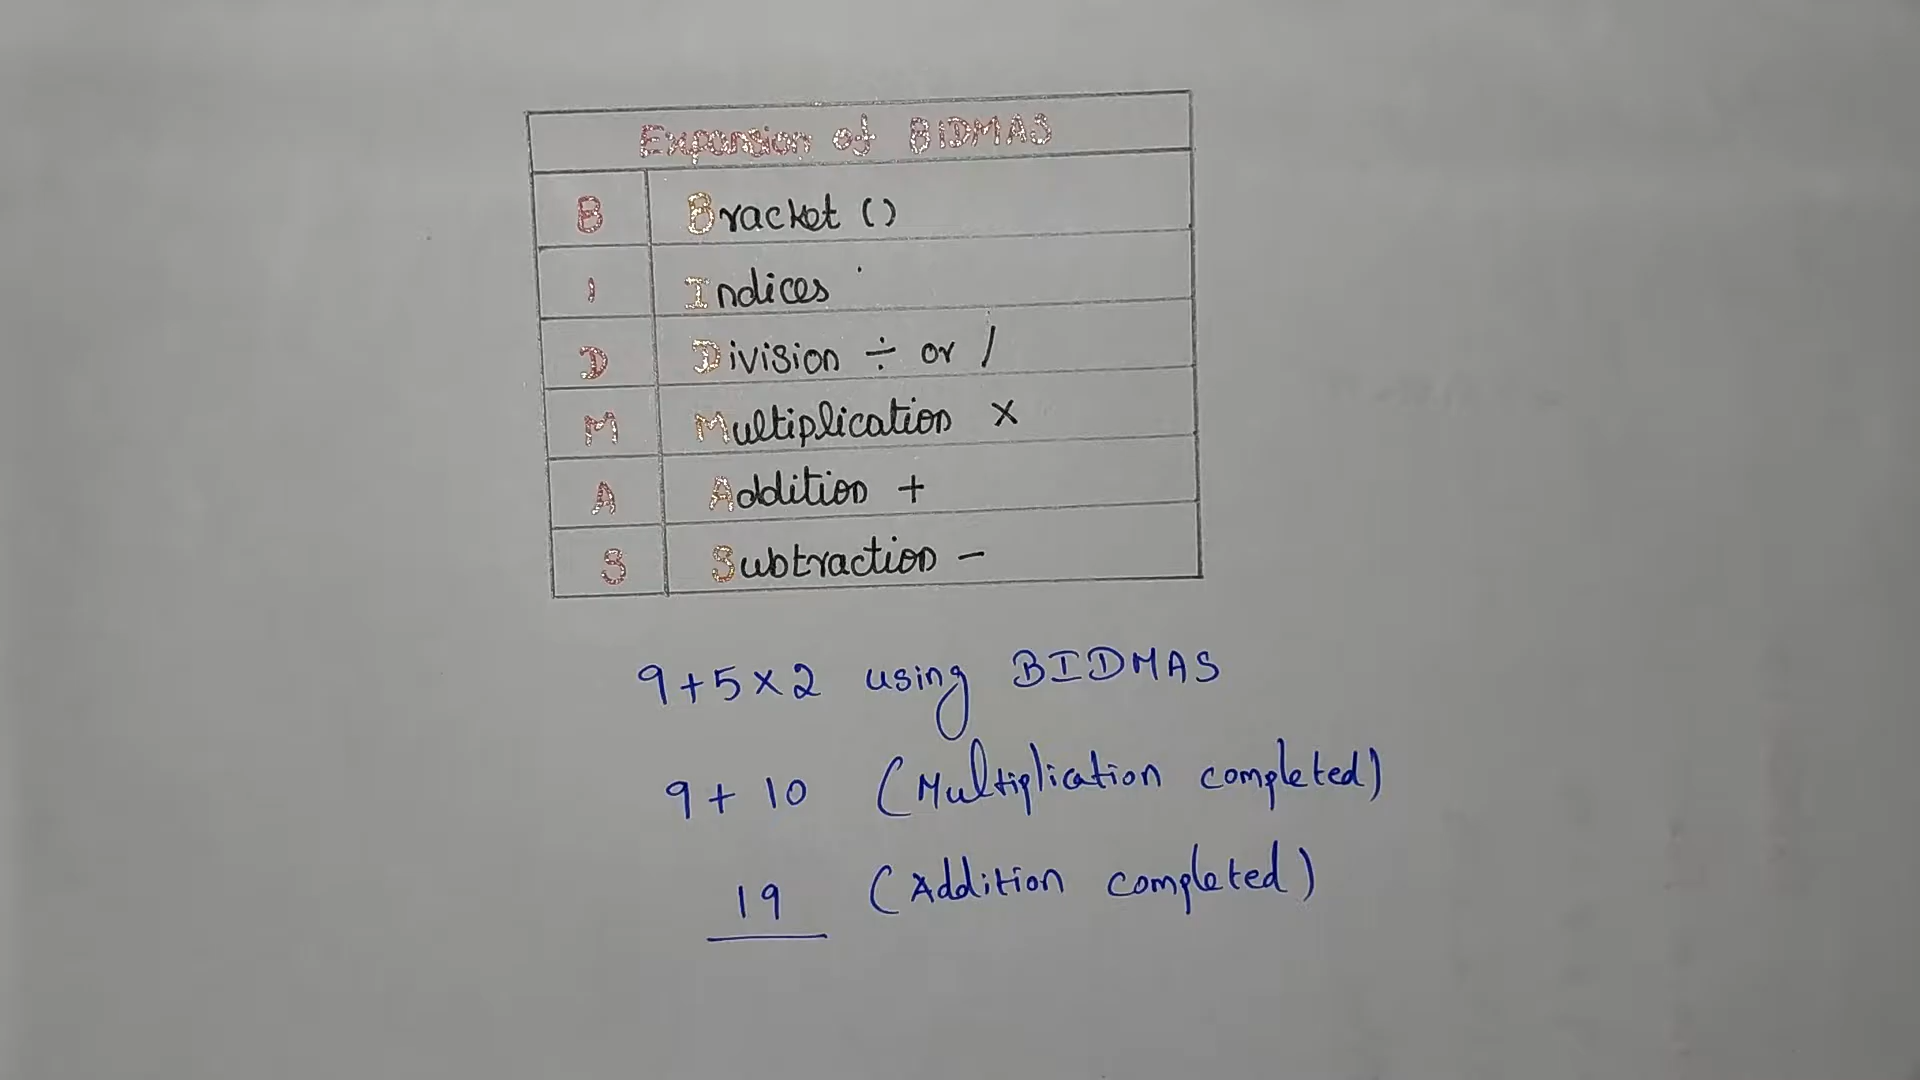 Expansion of BIDMAS
B Bracket ()
I Indices
D Division ÷ or /
M Multiplication ×
A Addition +
S Subtraction -
9+5×2 using BIDMAS
9+10 (Multiplication completed)
19 (Addition completed)